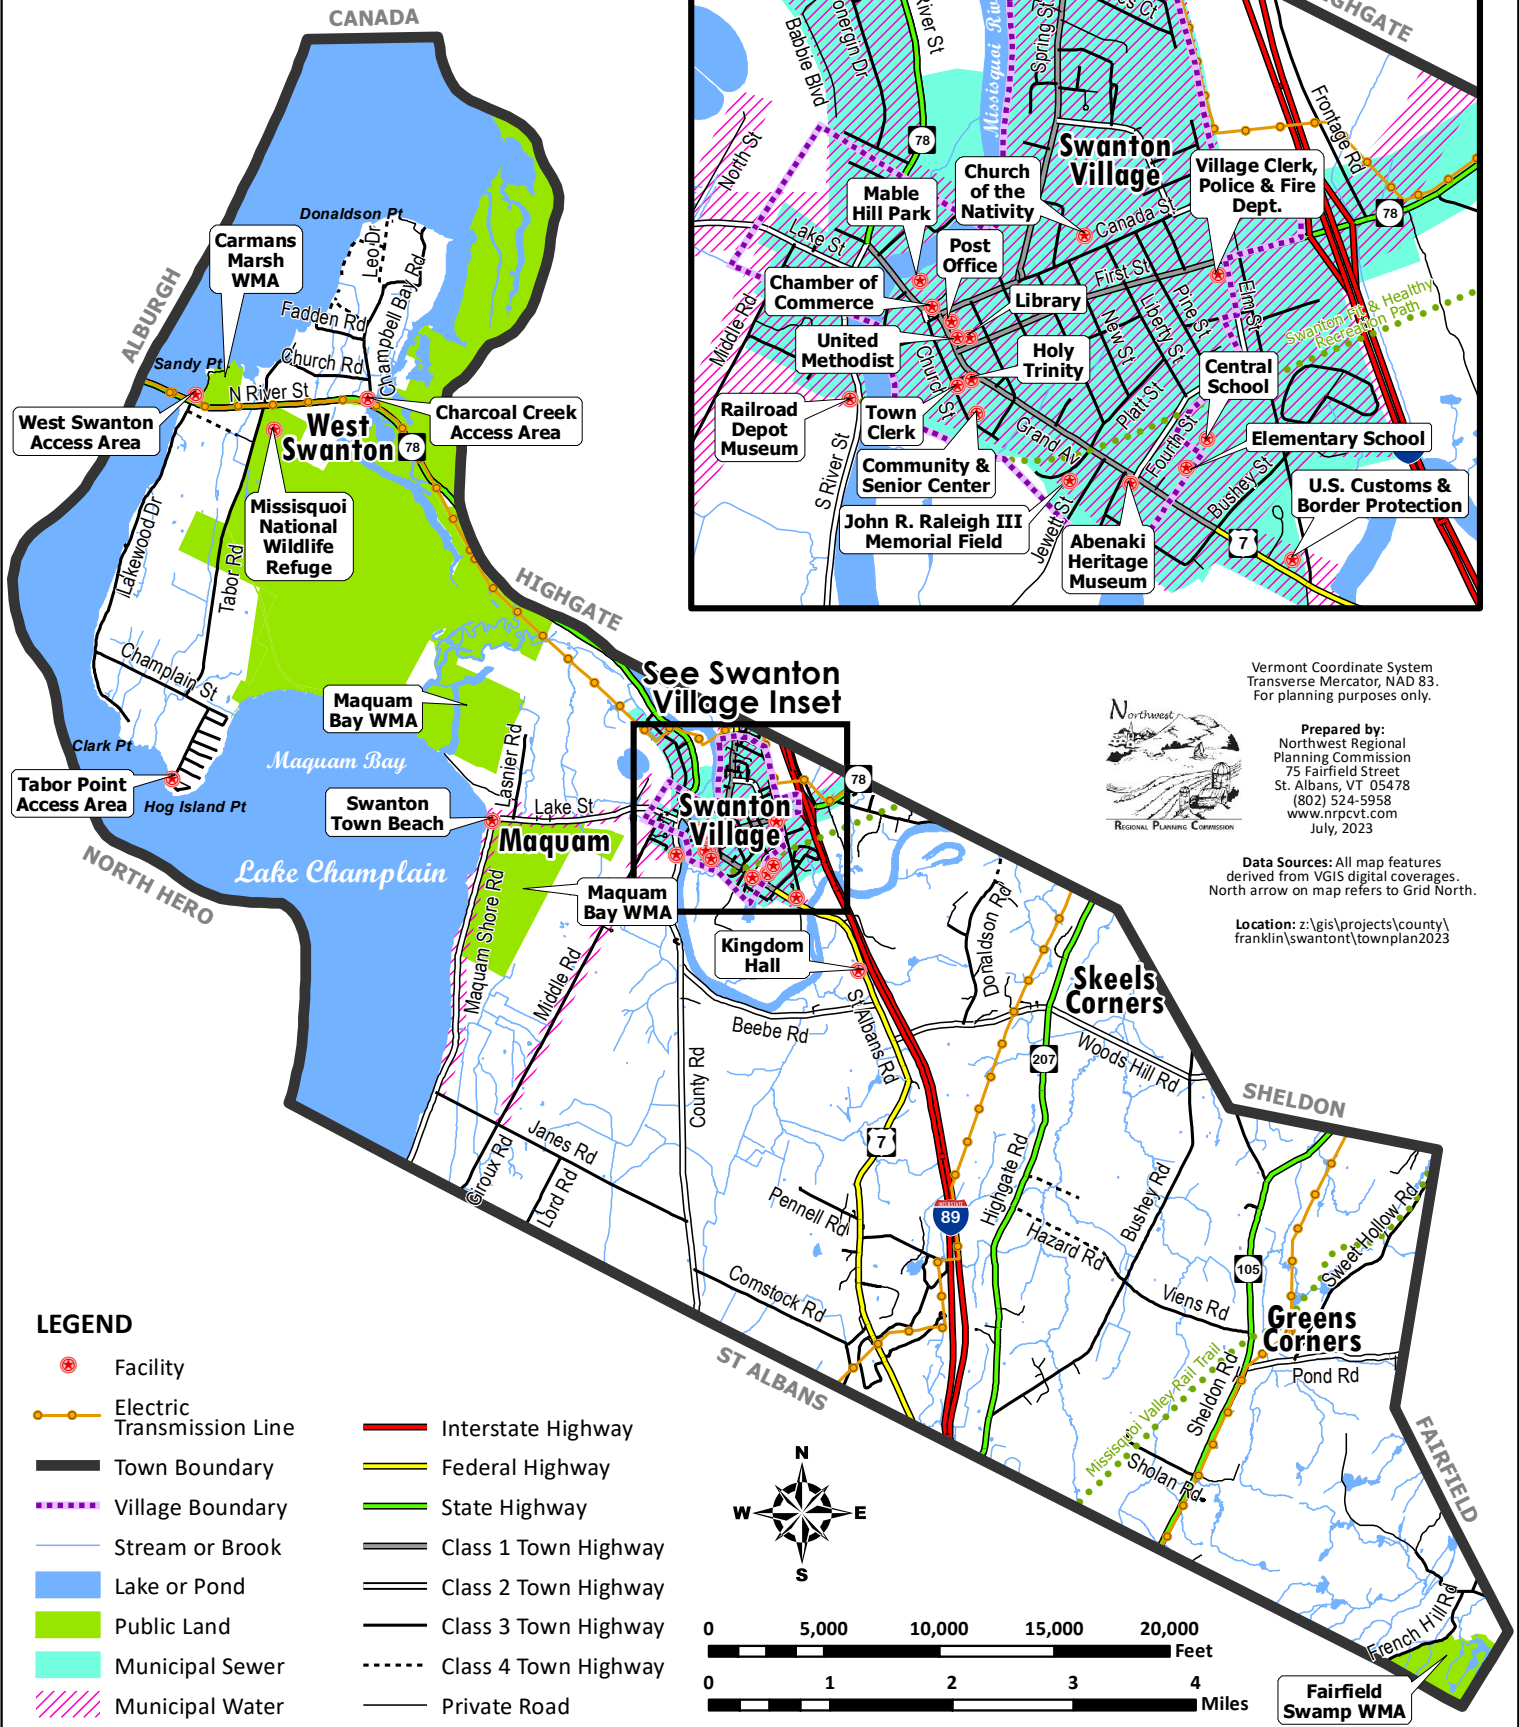 CANADA
ALBURGH
Donaldson Pt
Leo Dr
Carmans
Marsh
WMA
Campbell Bay Rd
Fadden Rd
Church Rd
Sandy Pt
N River St
West Swanton
Access Area
West
Swanton
78
Charcoal Creek
Access Area
Missisquoi
National
Wildlife
Refuge
Lakewood Dr
Tabor Rd
HIGHGATE
Champlain St
Maquam
Bay WMA
Clark Pt
Maquam Bay
Tabor Point
Access Area
Hog Island Pt
Lasnier Rd
Swanton
Town Beach
Lake St
Maquam
NORTH HERO
Lake Champlain
Maquam Shore Rd
Maquam
Bay WMA
Middle Rd
See Swanton
Village Inset
Swanton
Village
78
Kingdom
Hall
Beebe Rd
St Albans Rd
County Rd
Donaldson Rd
Skeels
Corners
207
Woods Hill Rd
SHELDON
Janes Rd
Giroux Rd
Lord Rd
7
Pennell Rd
89
Highgate Rd
Hazard Rd
Bushey Rd
Comstock Rd
Viens Rd
105
Sweet Hollow Rd
Greens
Corners
Pond Rd
Sheldon Rd
Missisquoi Valley Rail Trail
Sholan Rd
ST ALBANS
FAIRFIELD
French Hill Rd
Fairfield
Swamp WMA
HIGHGATE
Babbie Blvd
onergin Dr
River St
Missisquoi Riv
Spring St
es Ct
Frontage Rd
78
North St
Swanton
Village
Mable
Hill Park
Church
of the
Nativity
Village Clerk,
Police & Fire
Dept.
78
Canada St
Lake St
Post
Office
First St
Chamber of
Commerce
Library
Middle Rd
United
Methodist
Holy
Trinity
New St
Liberty St
Pine St
Elm St
Swanton Fit & Healthy
Recreation Path
Church St
Central
School
Railroad
Depot
Museum
Town
Clerk
Platt St
Grand Av
Fourth St
Elementary School
Community &
Senior Center
S River St
Bushey St
U.S. Customs &
Border Protection
John R. Raleigh III
Memorial Field
Jewett St
Abenaki
Heritage
Museum
7
Vermont Coordinate System
Transverse Mercator, NAD 83.
For planning purposes only.
Northwest
REGIONAL PLANNING COMMISSION
Prepared by:
Northwest Regional
Planning Commission
75 Fairfield Street
St. Albans, VT 05478
(802) 524-5958
www.nrpcvt.com
July, 2023
Data Sources: All map features
derived from VGIS digital coverages.
North arrow on map refers to Grid North.
Location: z:\gis\projects\county\
franklin\swantont\townplan2023
LEGEND
Facility
Electric
Transmission Line
Town Boundary
Village Boundary
Stream or Brook
Lake or Pond
Public Land
Municipal Sewer
Municipal Water
Interstate Highway
Federal Highway
State Highway
Class 1 Town Highway
Class 2 Town Highway
Class 3 Town Highway
Class 4 Town Highway
Private Road
N
W E
S
0 5,000 10,000 15,000 20,000
Feet
0 1 2 3 4
Miles